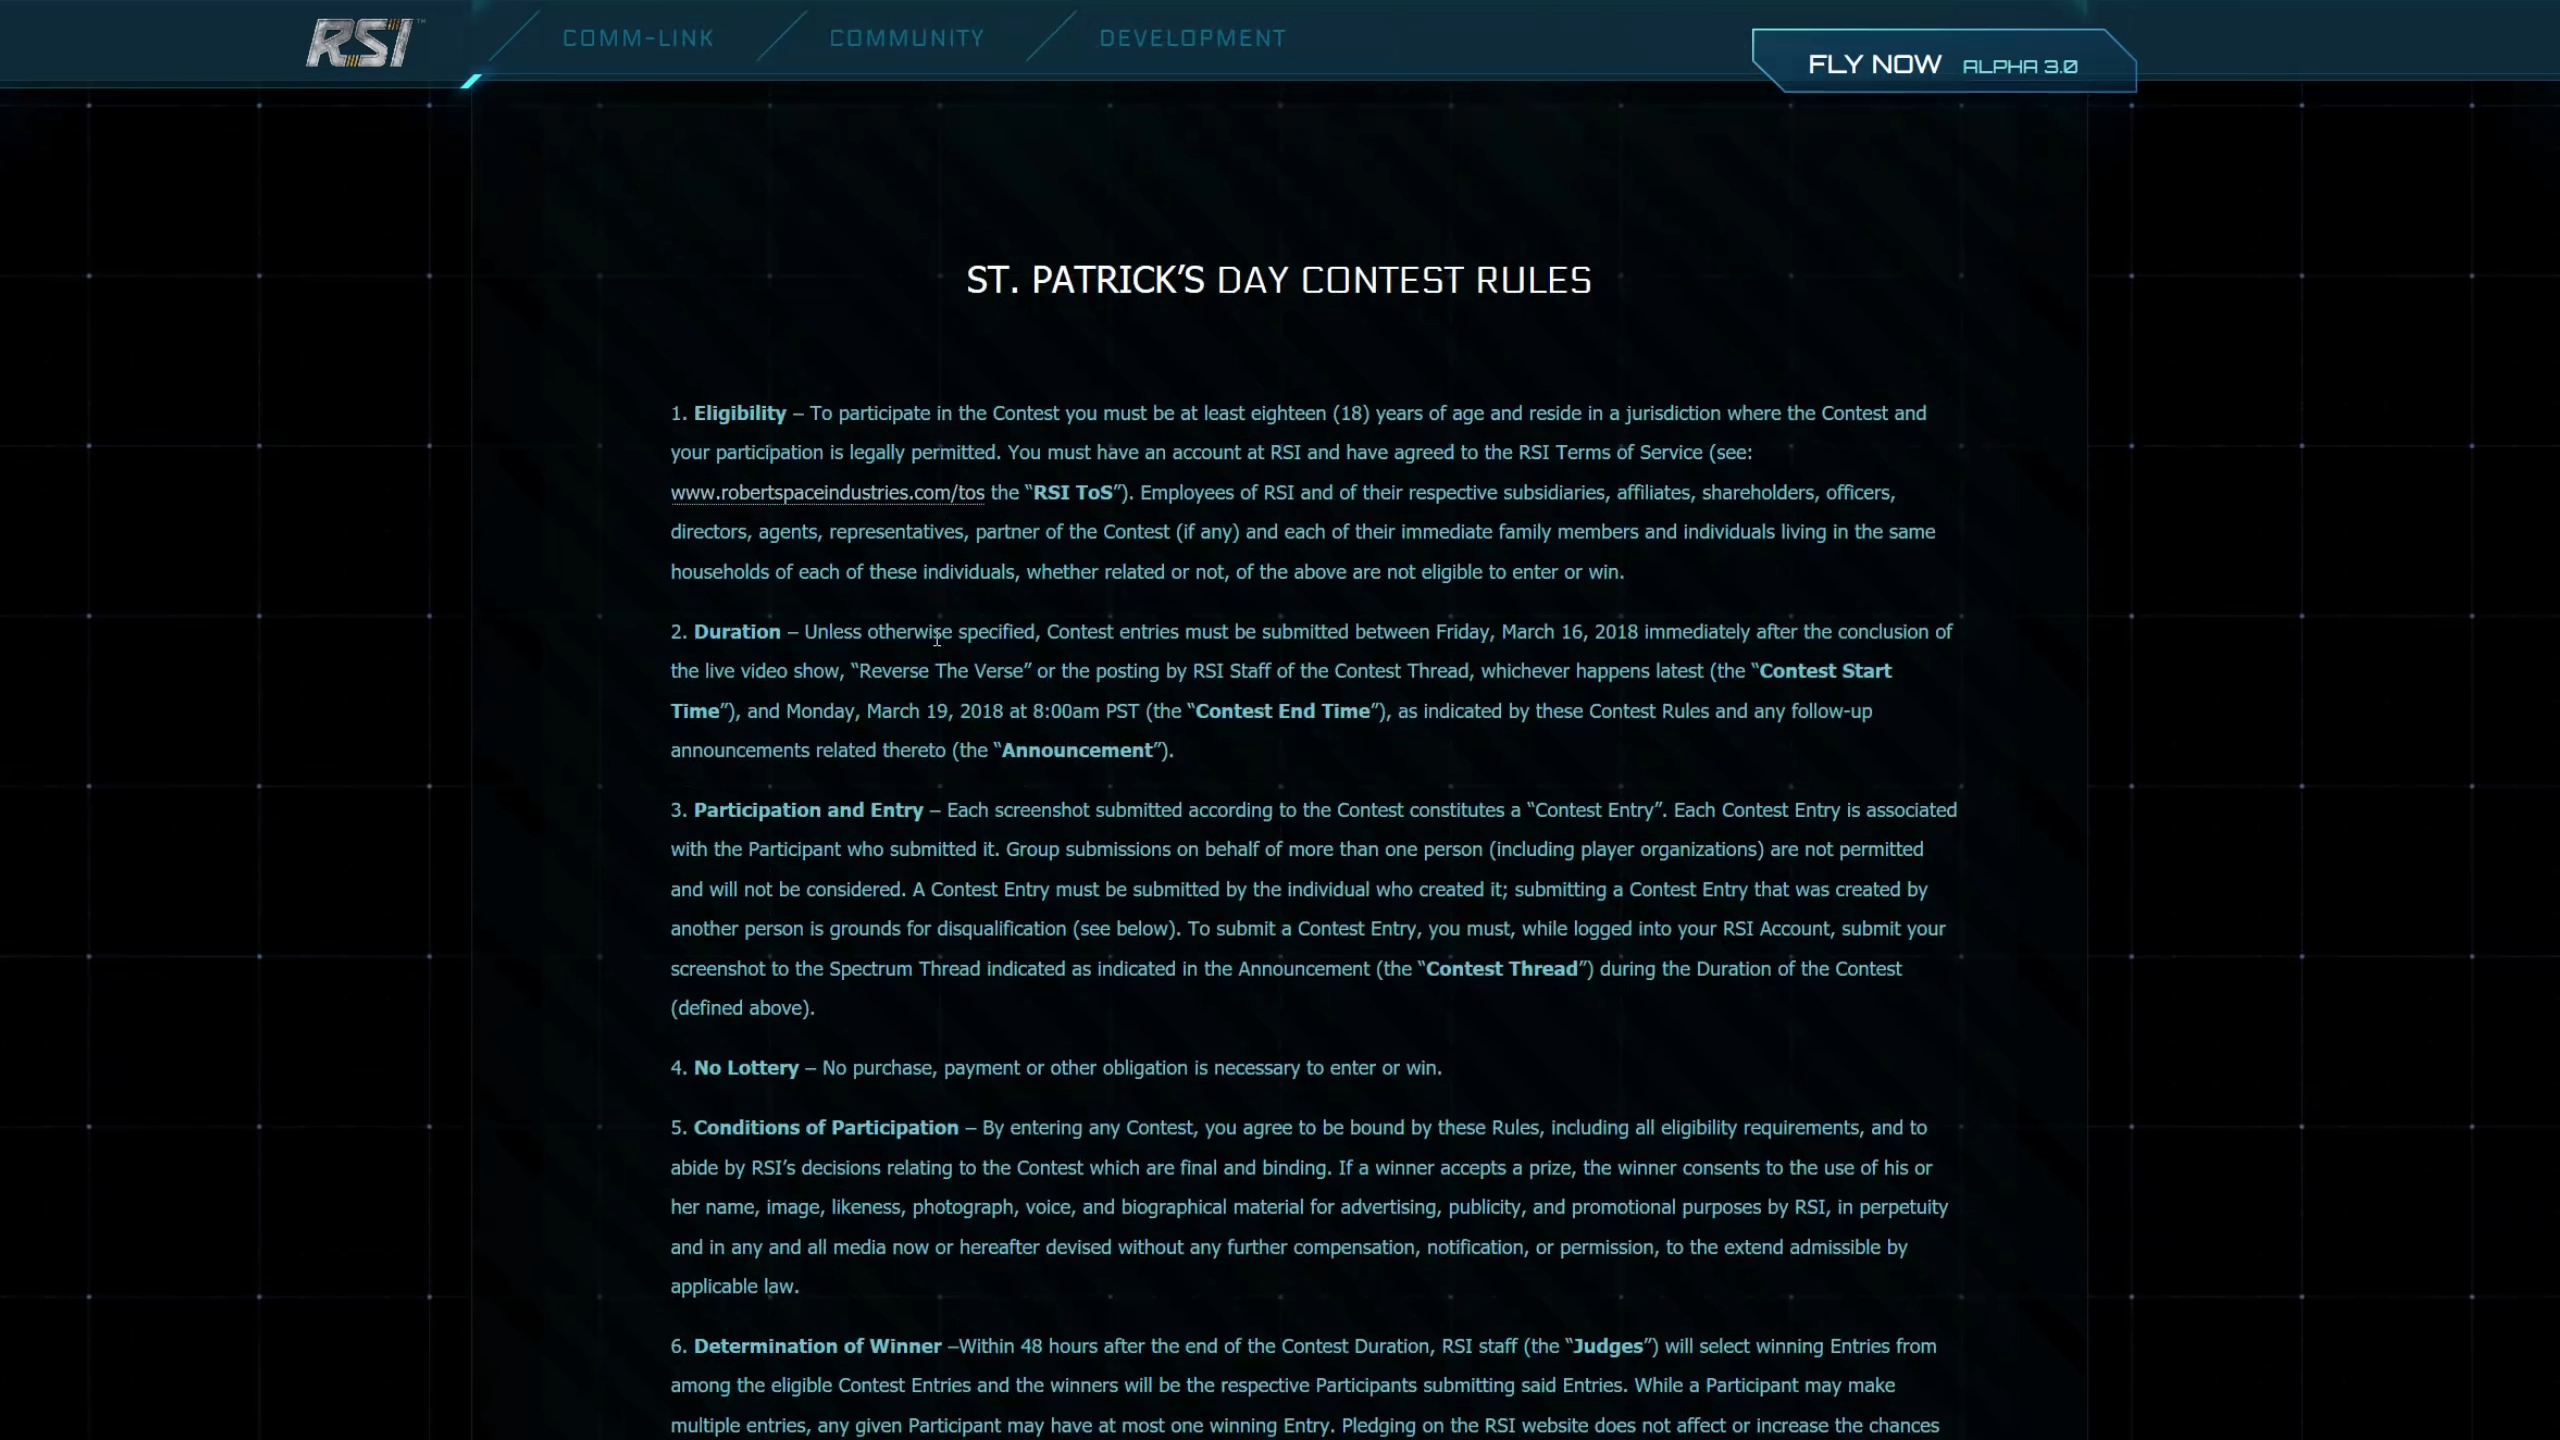 RSI™
COMM-LINK
COMMUNITY
DEVELOPMENT
FLY NOW ALPHA 3.0
ST. PATRICK’S DAY CONTEST RULES
1. Eligibility – To participate in the Contest you must be at least eighteen (18) years of age and reside in a jurisdiction where the Contest and
your participation is legally permitted. You must have an account at RSI and have agreed to the RSI Terms of Service (see:
www.robertspaceindustries.com/tos the “RSI ToS”). Employees of RSI and of their respective subsidiaries, affiliates, shareholders, officers,
directors, agents, representatives, partner of the Contest (if any) and each of their immediate family members and individuals living in the same
households of each of these individuals, whether related or not, of the above are not eligible to enter or win.
2. Duration – Unless otherwise specified, Contest entries must be submitted between Friday, March 16, 2018 immediately after the conclusion of
the live video show, “Reverse The Verse” or the posting by RSI Staff of the Contest Thread, whichever happens latest (the “Contest Start
Time”), and Monday, March 19, 2018 at 8:00am PST (the “Contest End Time”), as indicated by these Contest Rules and any follow-up
announcements related thereto (the “Announcement”).
3. Participation and Entry – Each screenshot submitted according to the Contest constitutes a “Contest Entry”. Each Contest Entry is associated
with the Participant who submitted it. Group submissions on behalf of more than one person (including player organizations) are not permitted
and will not be considered. A Contest Entry must be submitted by the individual who created it; submitting a Contest Entry that was created by
another person is grounds for disqualification (see below). To submit a Contest Entry, you must, while logged into your RSI Account, submit your
screenshot to the Spectrum Thread indicated as indicated in the Announcement (the “Contest Thread”) during the Duration of the Contest
(defined above).
4. No Lottery – No purchase, payment or other obligation is necessary to enter or win.
5. Conditions of Participation – By entering any Contest, you agree to be bound by these Rules, including all eligibility requirements, and to
abide by RSI’s decisions relating to the Contest which are final and binding. If a winner accepts a prize, the winner consents to the use of his or
her name, image, likeness, photograph, voice, and biographical material for advertising, publicity, and promotional purposes by RSI, in perpetuity
and in any and all media now or hereafter devised without any further compensation, notification, or permission, to the extend admissible by
applicable law.
6. Determination of Winner –Within 48 hours after the end of the Contest Duration, RSI staff (the “Judges”) will select winning Entries from
among the eligible Contest Entries and the winners will be the respective Participants submitting said Entries. While a Participant may make
multiple entries, any given Participant may have at most one winning Entry. Pledging on the RSI website does not affect or increase the chances